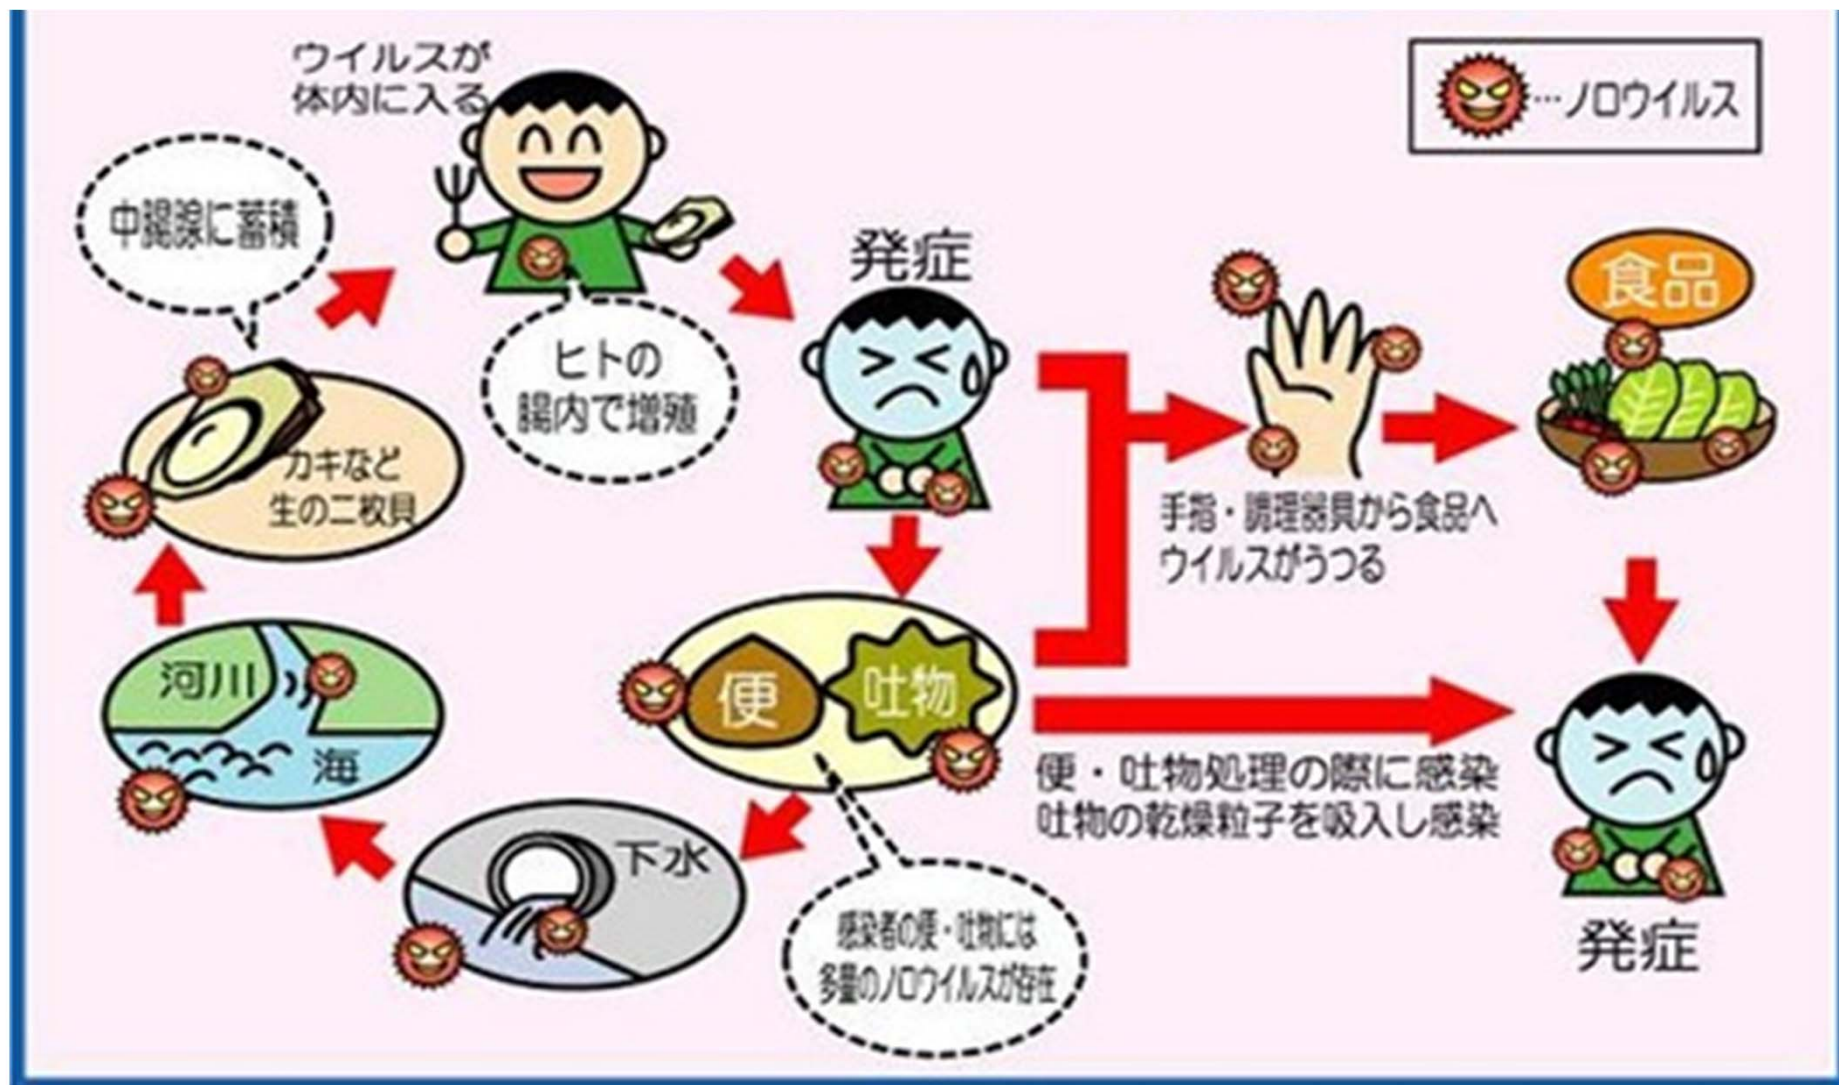 ウイルスが
体内に入る
…ノロウイルス
中腸腺に蓄積
発症
食品
ヒトの
腸内で増殖
カキなど
生の二枚貝
手指・調理器具から食品へ
ウイルスがうつる
河川
海
便
吐物
便・吐物処理の際に感染
吐物の乾燥粒子を吸入し感染
下水
感染者の便・吐物には
多量のノロウイルスが存在
発症